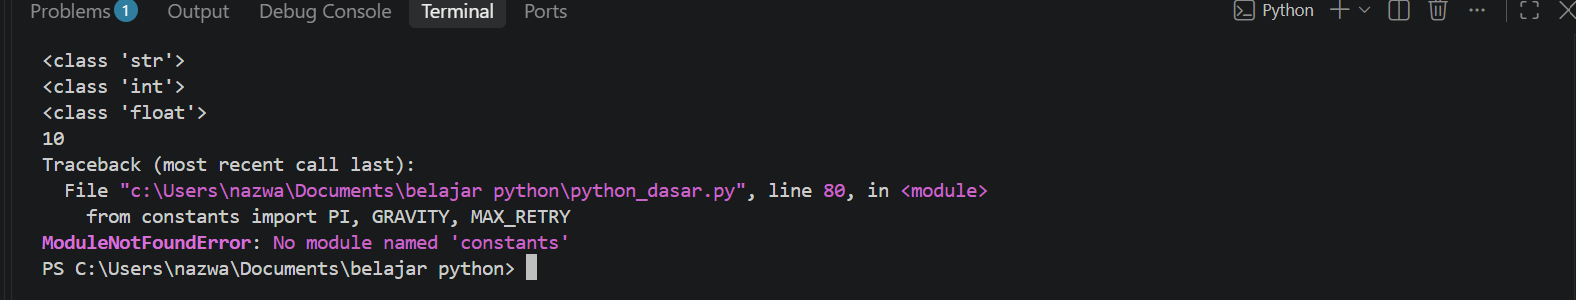 Problems 1 Output Debug Console Terminal Ports Python
<class 'str'>
<class 'int'>
<class 'float'>
10
Traceback (most recent call last):
  File "c:\Users\nazwa\Documents\belajar python\python_dasar.py", line 80, in <module>
    from constants import PI, GRAVITY, MAX_RETRY
ModuleNotFoundError: No module named 'constants'
PS C:\Users\nazwa\Documents\belajar python>